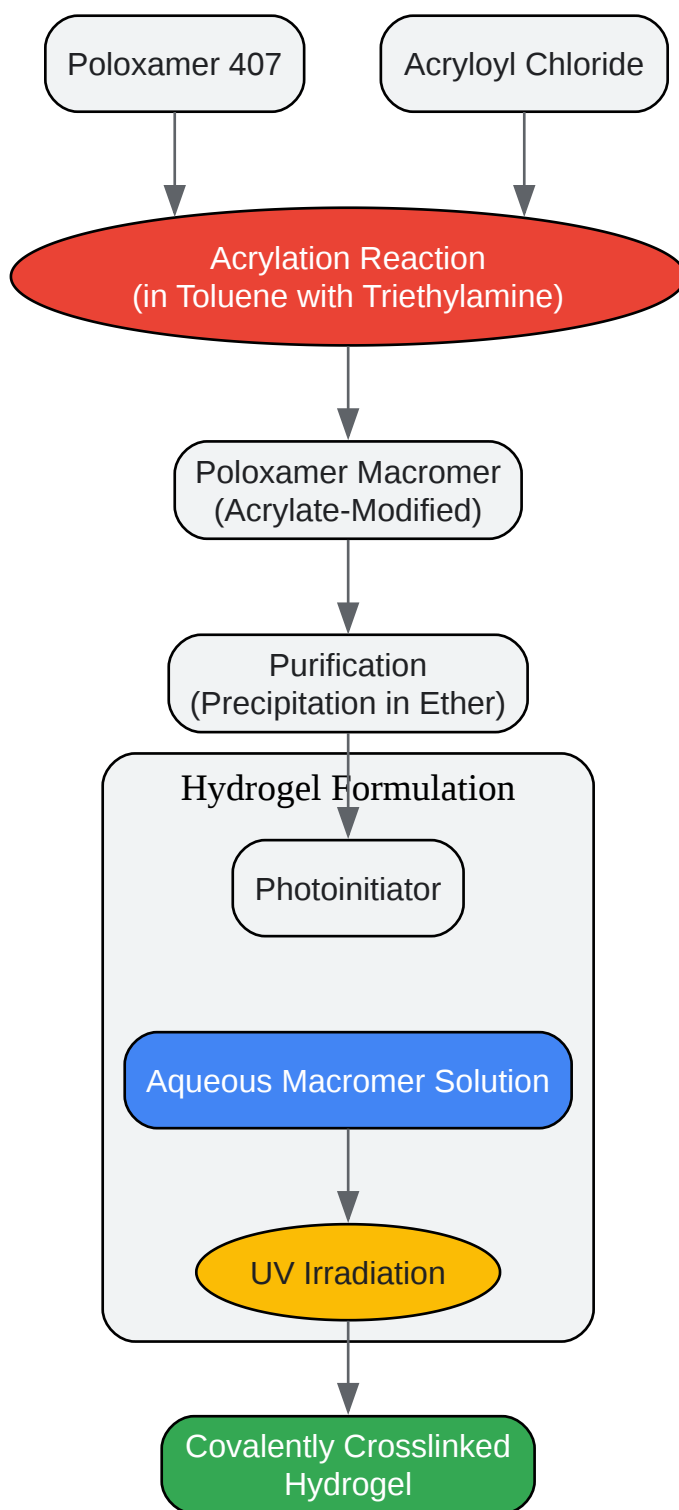 Poloxamer 407
Acryloyl Chloride
Acrylation Reaction
(in Toluene with Triethylamine)
Poloxamer Macromer
(Acrylate-Modified)
Purification
(Precipitation in Ether)
Hydrogel Formulation
Photoinitiator
Aqueous Macromer Solution
UV Irradiation
Covalently Crosslinked
Hydrogel